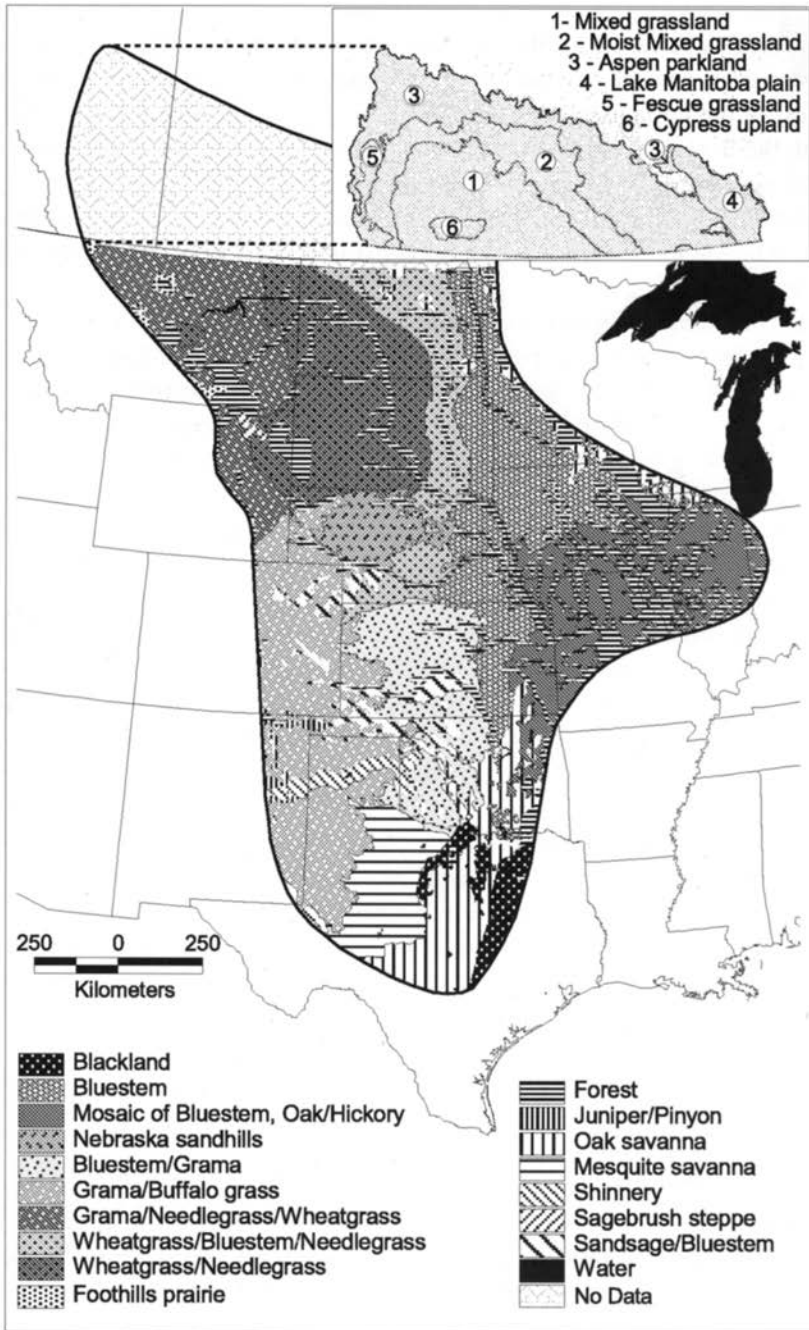 1- Mixed grassland
2 - Moist Mixed grassland
3 - Aspen parkland
4 - Lake Manitoba plain
5 - Fescue grassland
6 - Cypress upland
3
5
1
2
3
4
6
250 0 250
Kilometers
Blackland
Bluestem
Mosaic of Bluestem, Oak/Hickory
Nebraska sandhills
Bluestem/Grama
Grama/Buffalo grass
Grama/Needlegrass/Wheatgrass
Wheatgrass/Bluestem/Needlegrass
Wheatgrass/Needlegrass
Foothills prairie
Forest
Juniper/Pinyon
Oak savanna
Mesquite savanna
Shinnery
Sagebrush steppe
Sandsage/Bluestem
Water
No Data